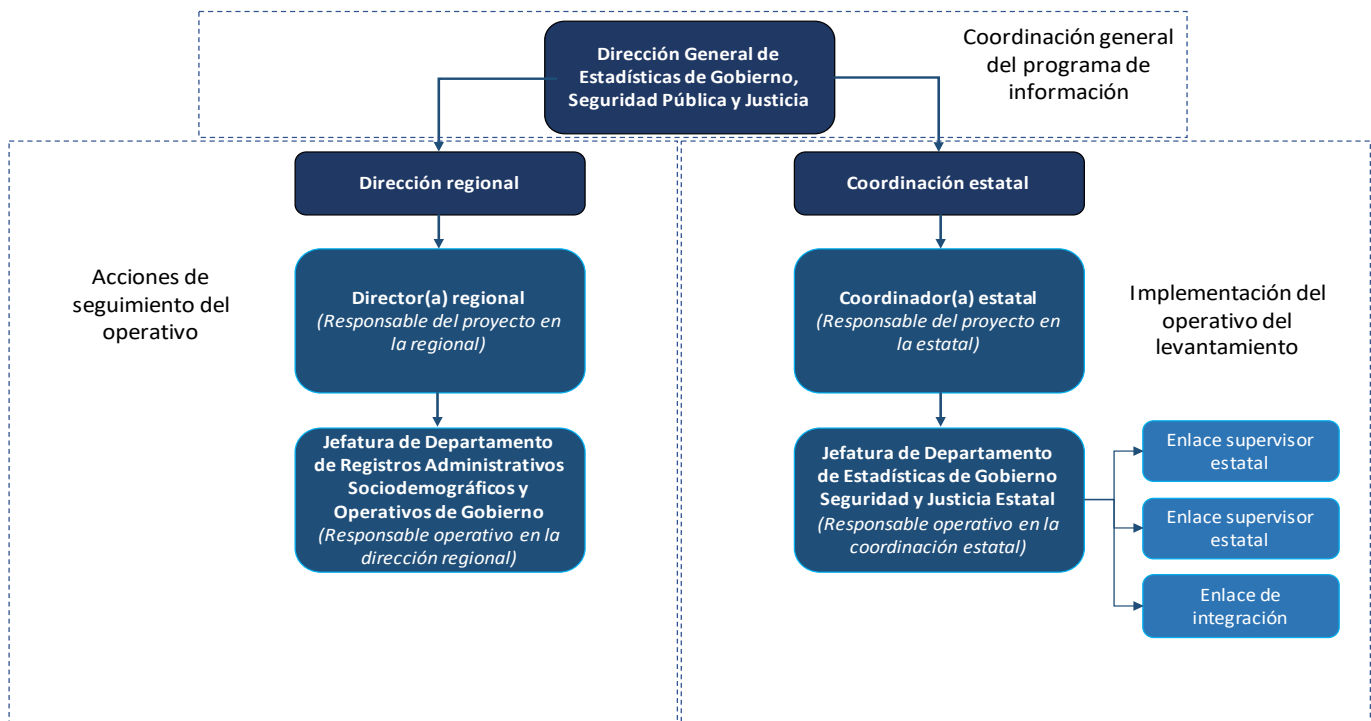 Dirección General de
Estadísticas de Gobierno,
Seguridad Pública y Justicia
Coordinación general
del programa de
información
Dirección regional
Coordinación estatal
Acciones de
seguimiento del
operativo
Director(a) regional
(Responsable del proyecto en
la regional)
Coordinador(a) estatal
(Responsable del proyecto en
la estatal)
Implementación del
operativo del
levantamiento
Jefatura de Departamento
de Registros Administrativos
Sociodemográficos y
Operativos de Gobierno
(Responsable operativo en la
dirección regional)
Jefatura de Departamento
de Estadísticas de Gobierno
Seguridad y Justicia Estatal
(Responsable operativo en la
coordinación estatal)
Enlace supervisor
estatal
Enlace supervisor
estatal
Enlace de
integración